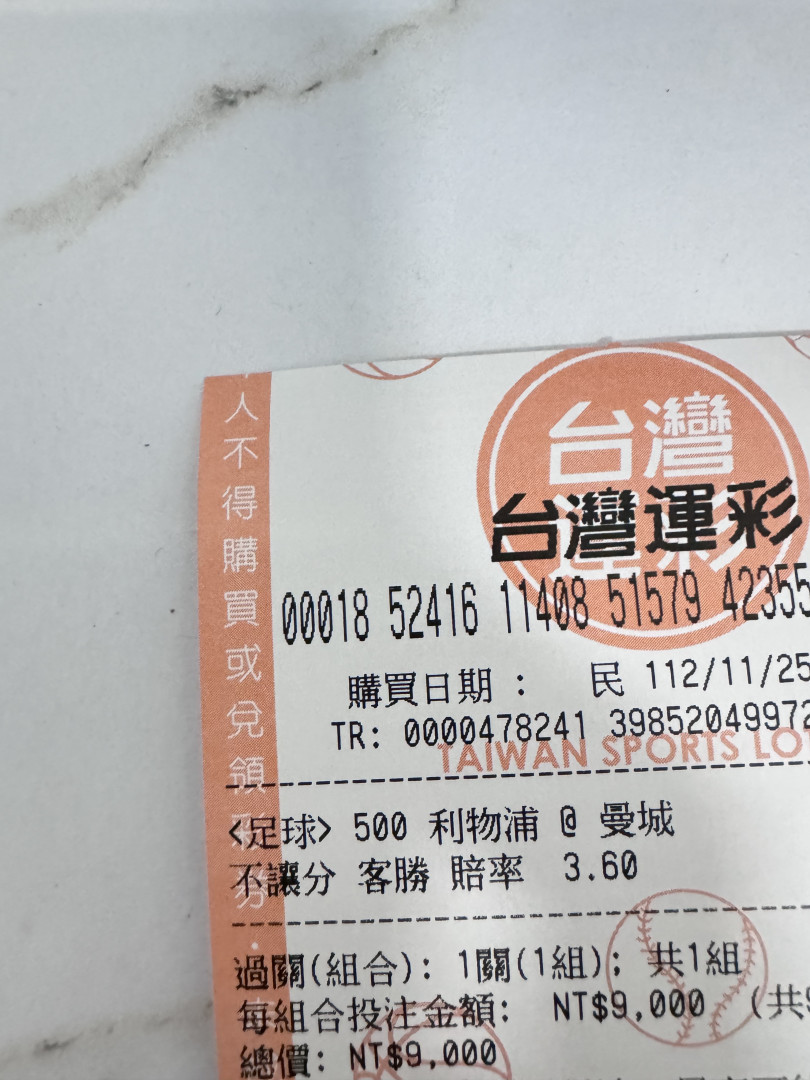 人不得購買或兌領彩券.
台灣
運彩
台灣運彩
00018 52416 11408 51579 42355
購買日期: 民 112/11/25
TR: 0000478241 39852049972
TAIWAN SPORTS LO
<足球> 500 利物浦 @ 曼城
不讓分 客勝 賠率 3.60
過關(組合): 1關(1組); 共1組
每組合投注金額: NT$9,000 (共
總價: NT$9,000